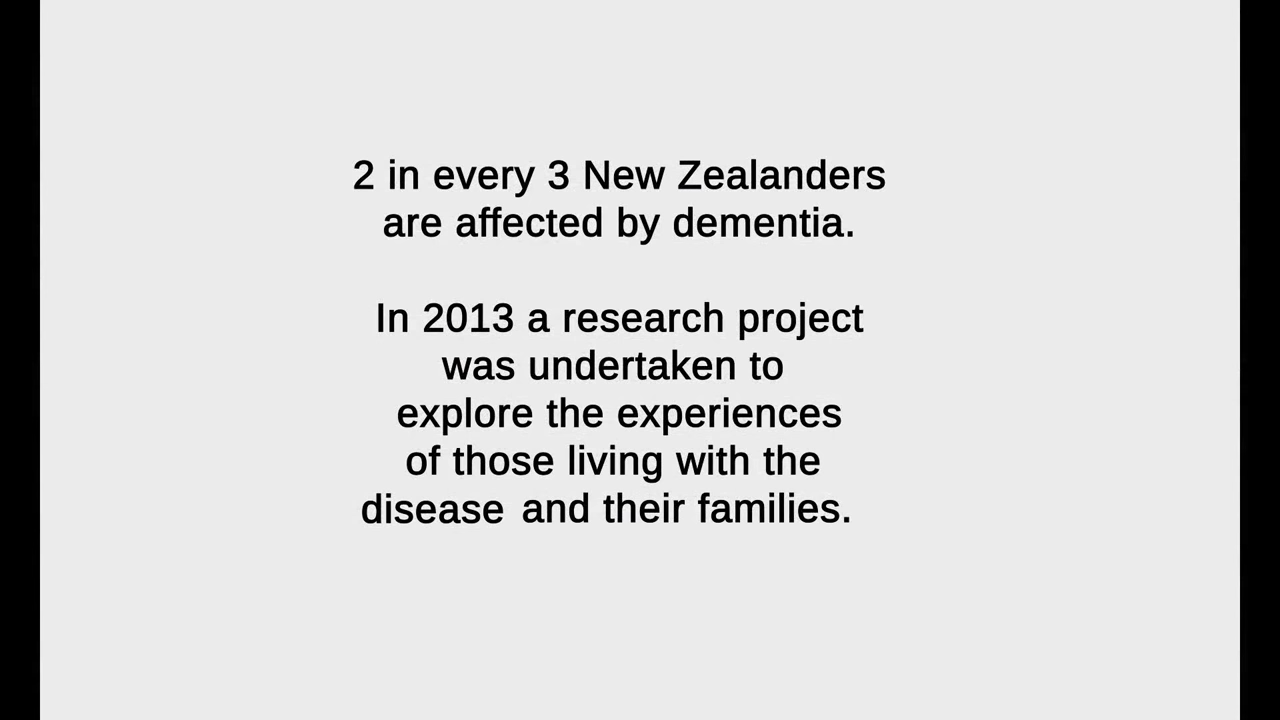 2 in every 3 New Zealanders
are affected by dementia.
In 2013 a research project
was undertaken to
explore the experiences
of those living with the
disease and their families.